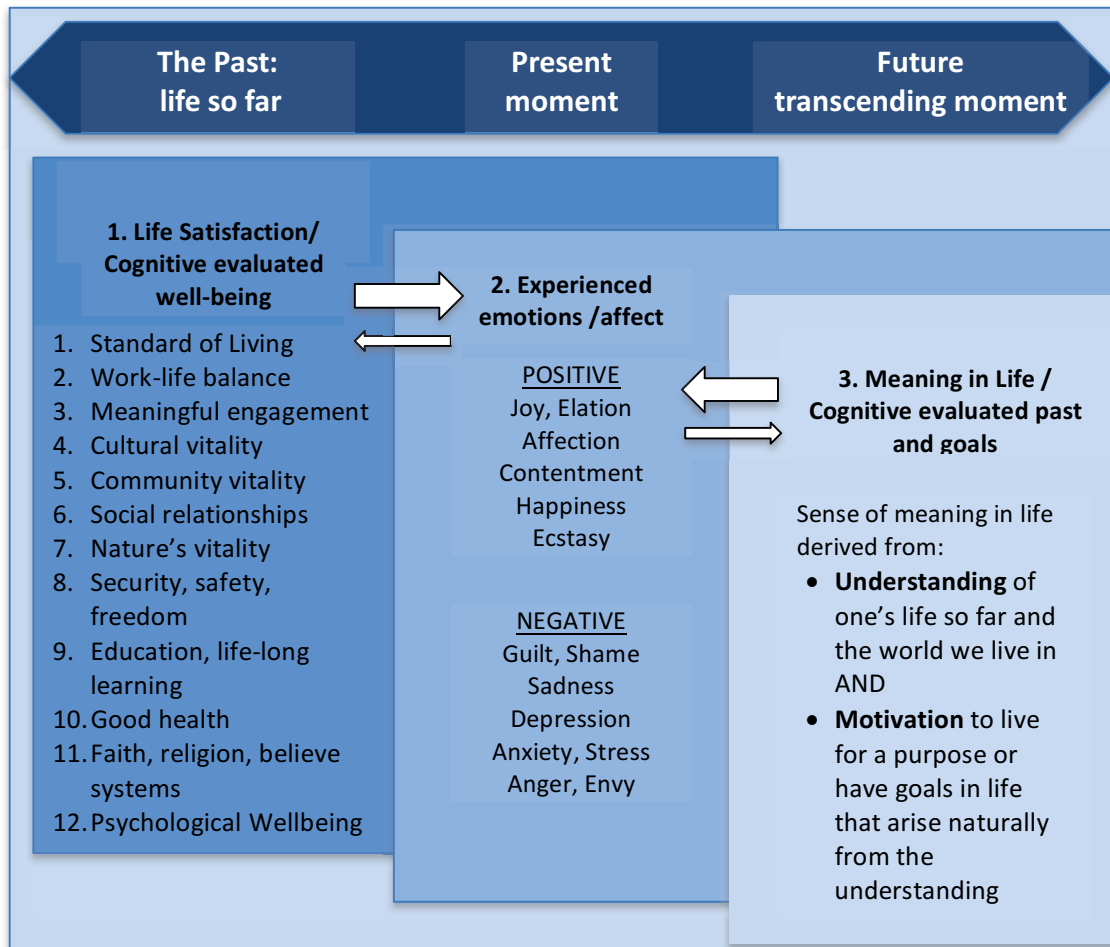 The Past:
life so far
Present
moment
Future
transcending moment
1. Life Satisfaction/
Cognitive evaluated
well-being
1. Standard of Living
2. Work-life balance
3. Meaningful engagement
4. Cultural vitality
5. Community vitality
6. Social relationships
7. Nature’s vitality
8. Security, safety,
freedom
9. Education, life-long
learning
10. Good health
11. Faith, religion, believe
systems
12. Psychological Wellbeing
2. Experienced
emotions /affect
POSITIVE
Joy, Elation
Affection
Contentment
Happiness
Ecstasy
NEGATIVE
Guilt, Shame
Sadness
Depression
Anxiety, Stress
Anger, Envy
3. Meaning in Life /
Cognitive evaluated past
and goals
Sense of meaning in life
derived from:
• Understanding of
one’s life so far and
the world we live in
AND
• Motivation to live
for a purpose or
have goals in life
that arise naturally
from the
understanding